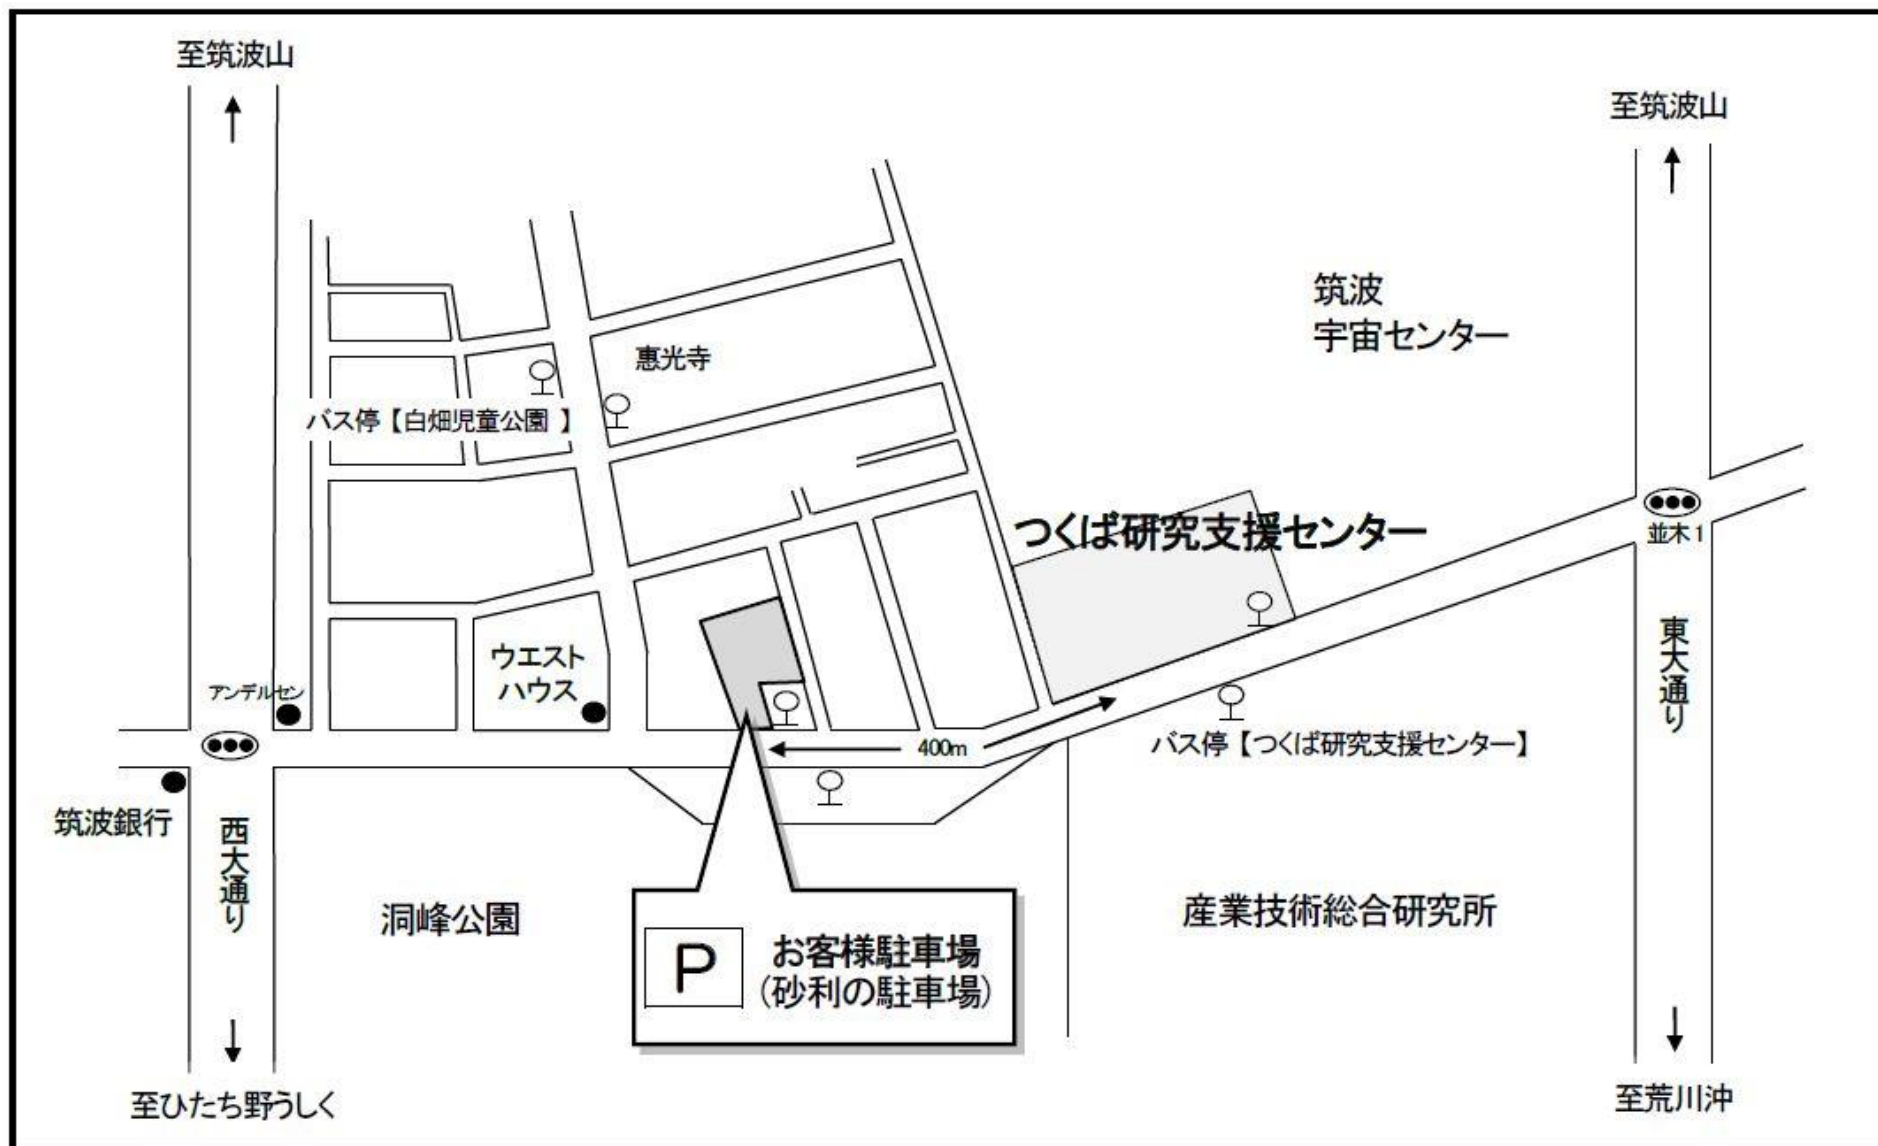 至筑波山
至筑波山
筑波
宇宙センター
惠光寺
バス停【白畑児童公園 】
つくば研究支援センター
並木1
ウエスト
ハウス
東大通り
アンデルセン
400m
バス停【つくば研究支援センター】
筑波銀行
西大通り
洞峰公園
産業技術総合研究所
P
お客様駐車場
(砂利の駐車場)
至ひたち野うしく
至荒川沖